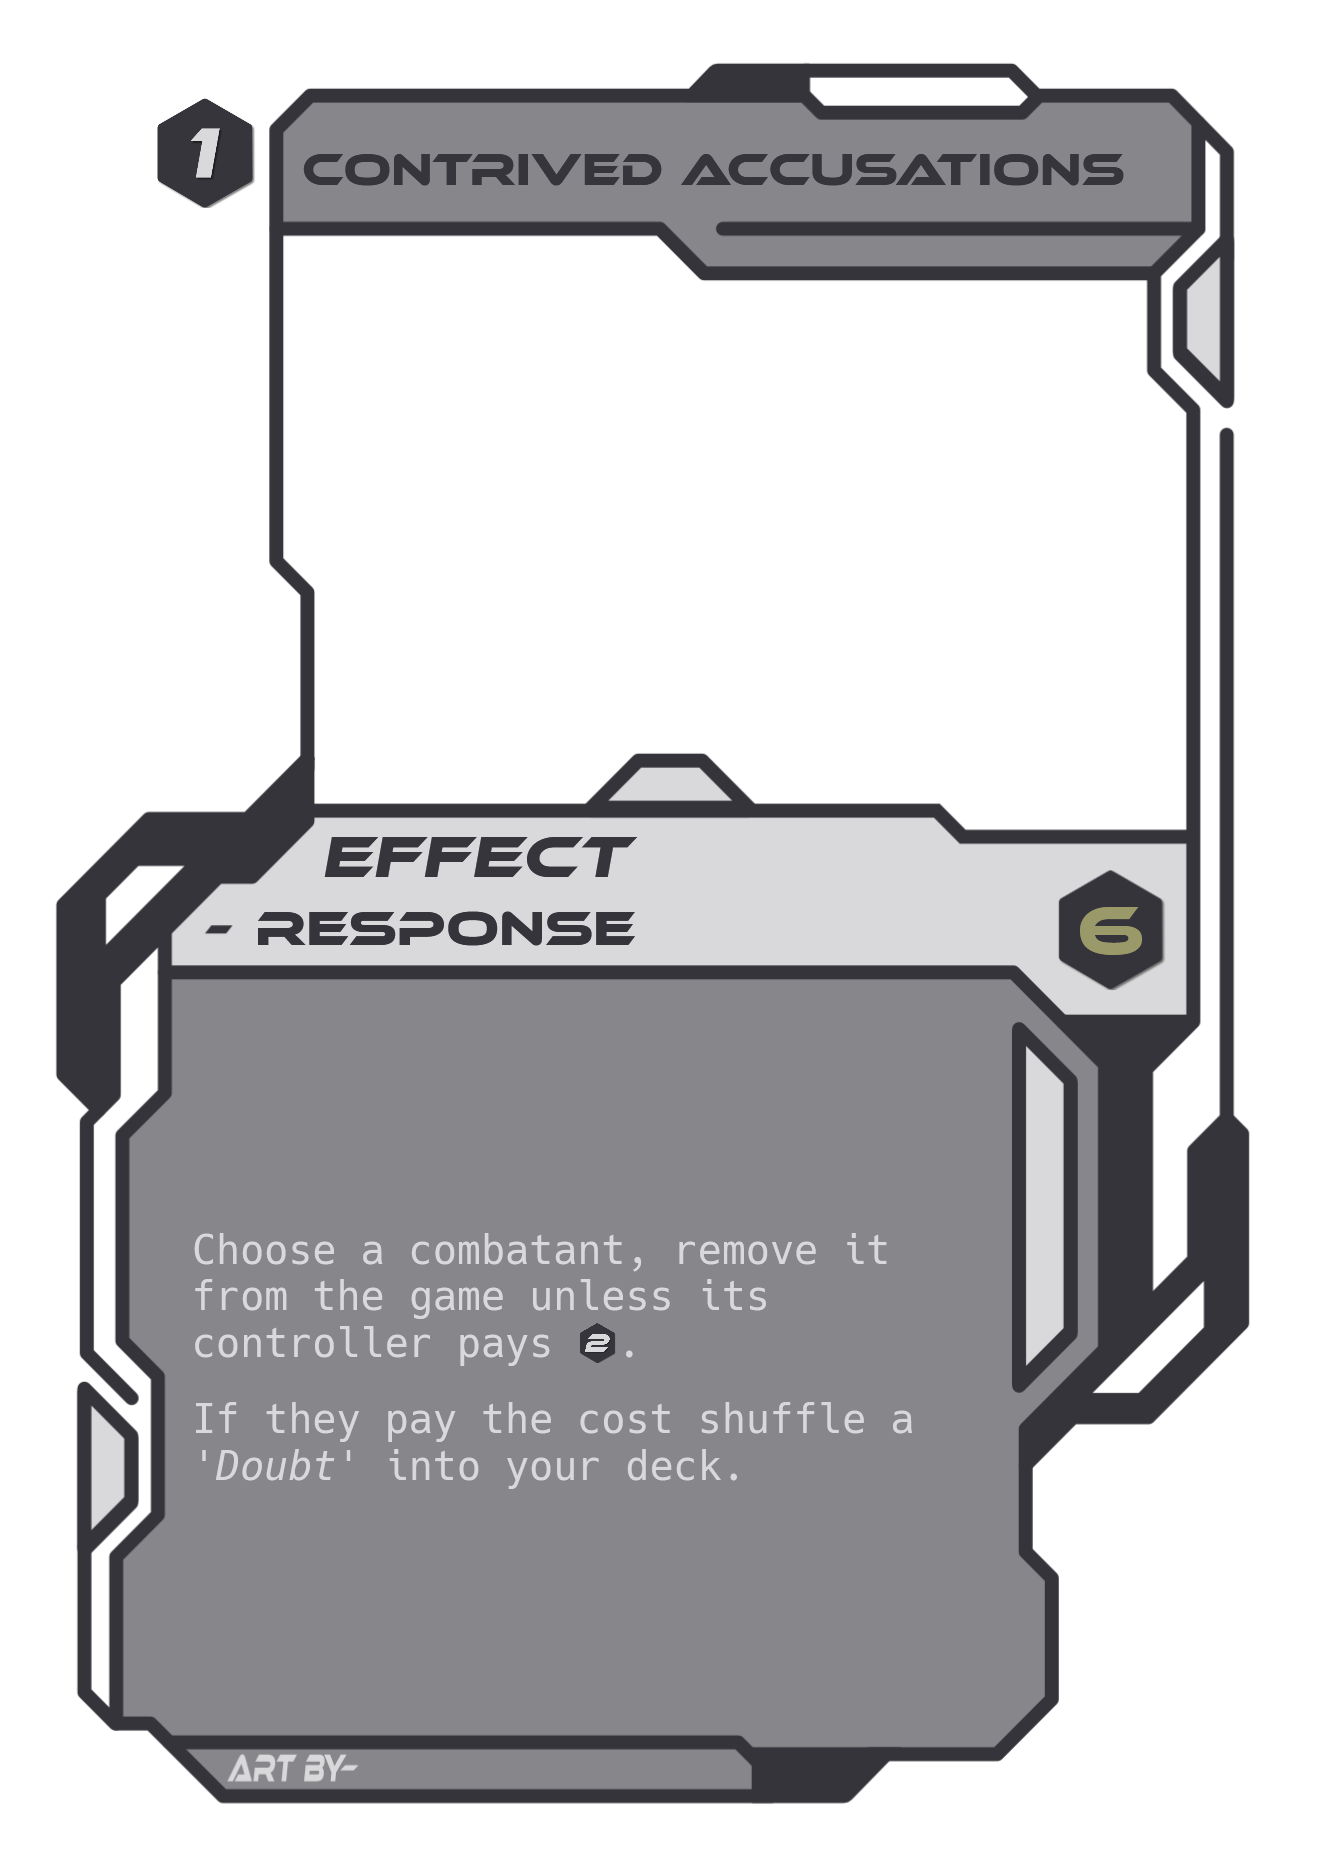 1
CONTRIVED ACCUSATIONS
EFFECT
- RESPONSE
6
Choose a combatant, remove it
from the game unless its
controller pays 2.
If they pay the cost shuffle a
'Doubt' into your deck.
ART BY-